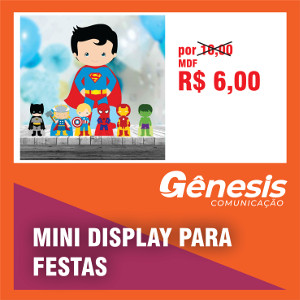 por 10,00
MDF
R$ 6,00
Gênesis
COMUNICAÇÃO
MINI DISPLAY PARA
FESTAS